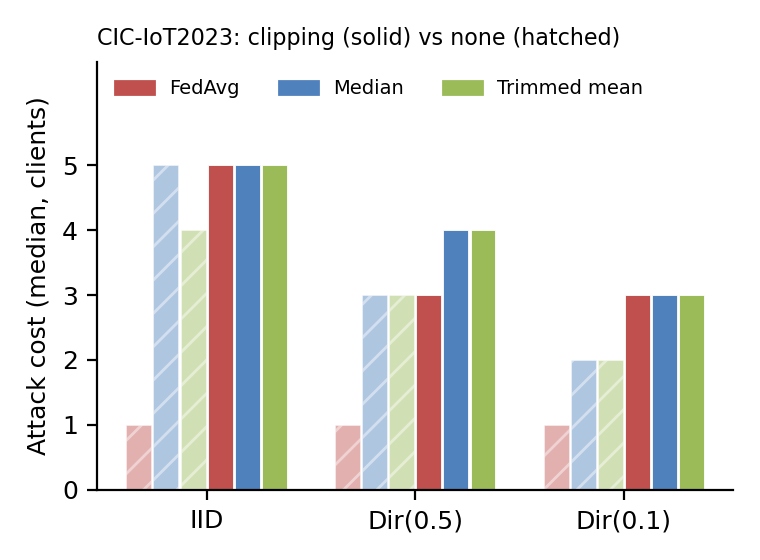 CIC-IoT2023: clipping (solid) vs none (hatched)
FedAvg Median Trimmed mean
Attack cost (median, clients)
5
4
3
2
1
0
IID Dir(0.5) Dir(0.1)